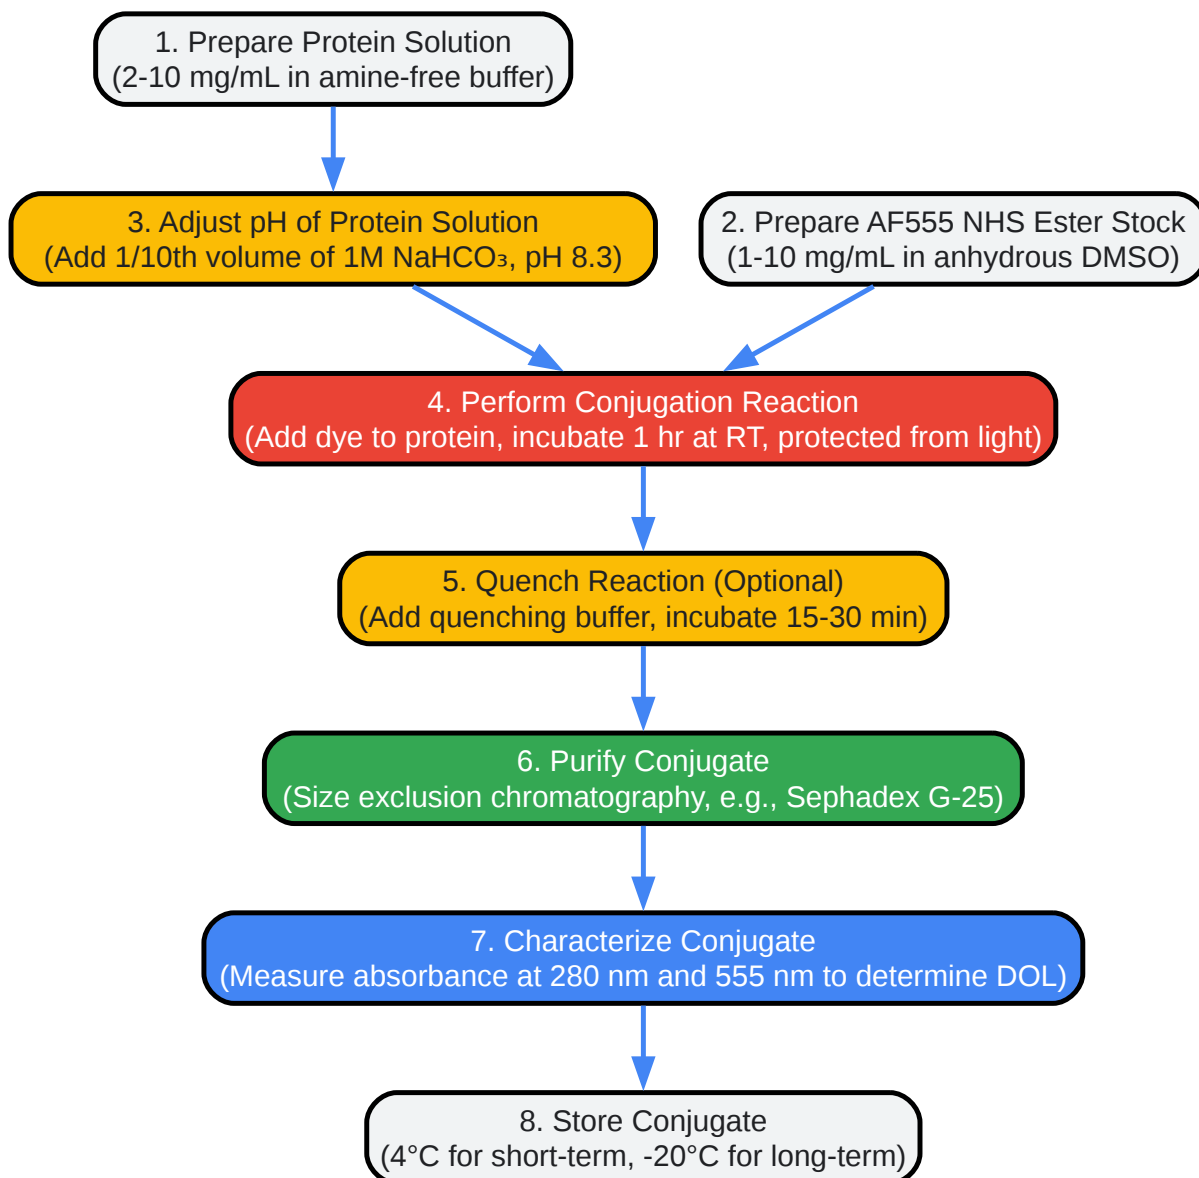 1. Prepare Protein Solution
(2-10 mg/mL in amine-free buffer)
3. Adjust pH of Protein Solution
(Add 1/10th volume of 1M NaHCO₃, pH 8.3)
2. Prepare AF555 NHS Ester Stock
(1-10 mg/mL in anhydrous DMSO)
4. Perform Conjugation Reaction
(Add dye to protein, incubate 1 hr at RT, protected from light)
5. Quench Reaction (Optional)
(Add quenching buffer, incubate 15-30 min)
6. Purify Conjugate
(Size exclusion chromatography, e.g., Sephadex G-25)
7. Characterize Conjugate
(Measure absorbance at 280 nm and 555 nm to determine DOL)
8. Store Conjugate
(4°C for short-term, -20°C for long-term)